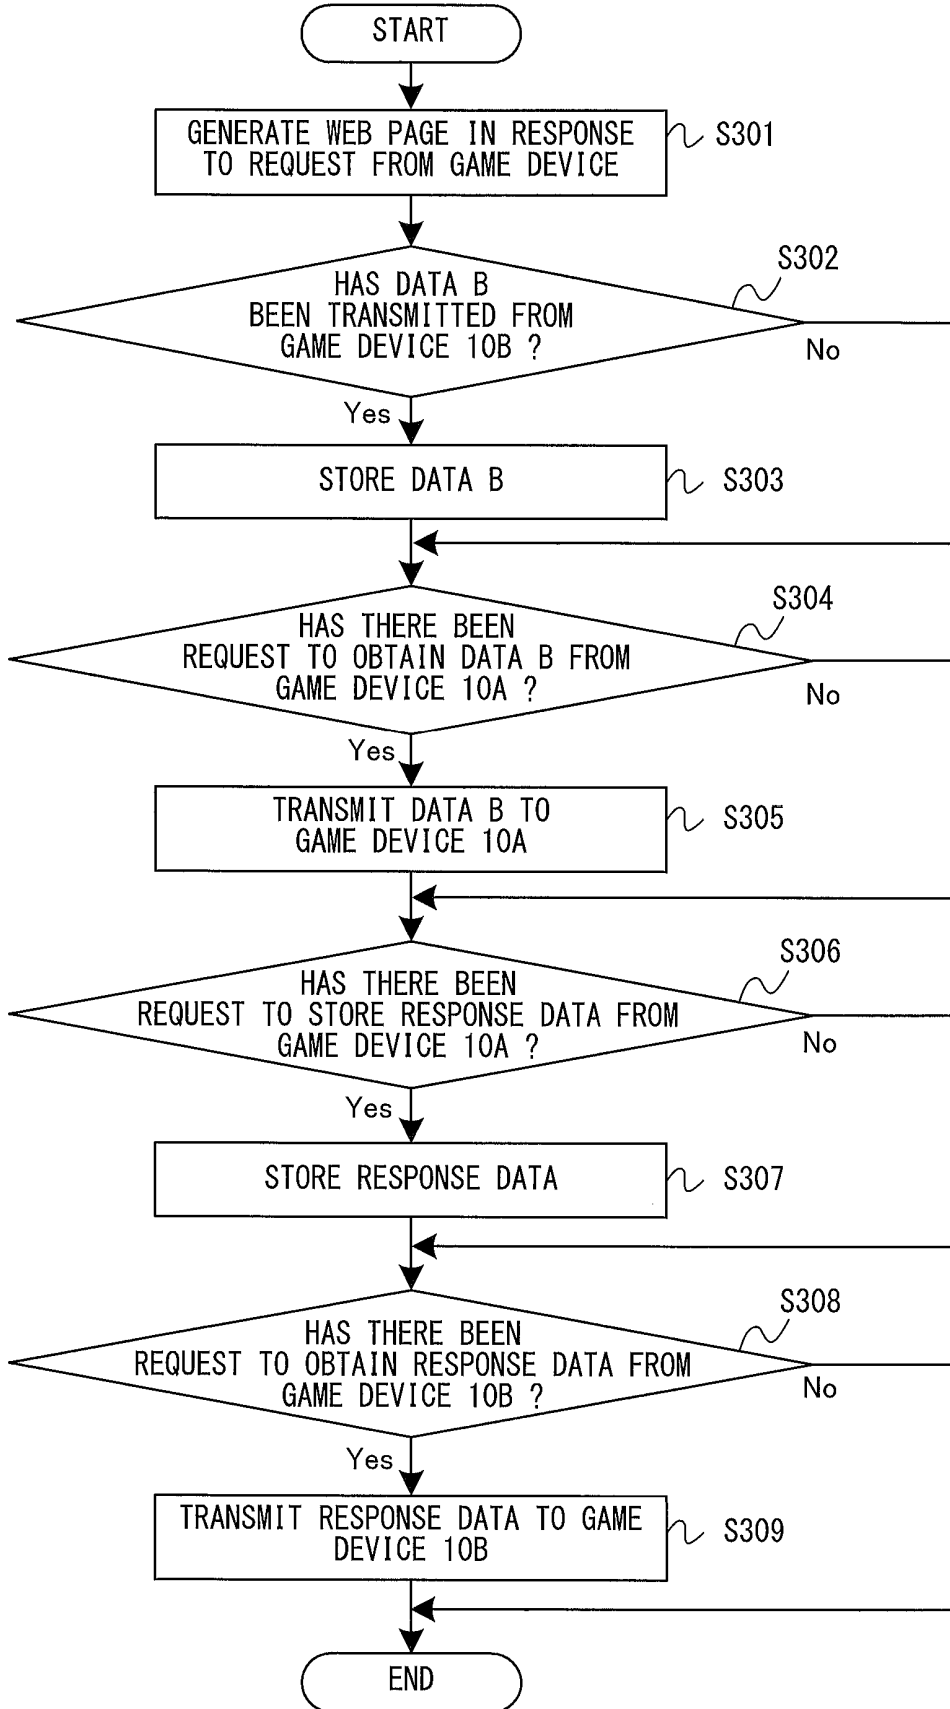 START
GENERATE WEB PAGE IN RESPONSE
TO REQUEST FROM GAME DEVICE
S301
S302
HAS DATA B
BEEN TRANSMITTED FROM
GAME DEVICE 10B ?
No
Yes
STORE DATA B
S303
S304
HAS THERE BEEN
REQUEST TO OBTAIN DATA B FROM
GAME DEVICE 10A ?
No
Yes
TRANSMIT DATA B TO
GAME DEVICE 10A
S305
S306
HAS THERE BEEN
REQUEST TO STORE RESPONSE DATA FROM
GAME DEVICE 10A ?
No
Yes
STORE RESPONSE DATA
S307
S308
HAS THERE BEEN
REQUEST TO OBTAIN RESPONSE DATA FROM
GAME DEVICE 10B ?
No
Yes
TRANSMIT RESPONSE DATA TO GAME
DEVICE 10B
S309
END